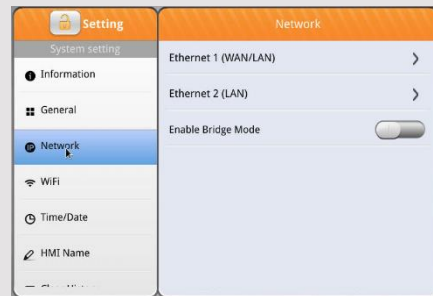 Setting
System setting
Information
General
Network
WiFi
Time/Date
HMI Name
Network
Ethernet 1 (WAN/LAN)
Ethernet 2 (LAN)
Enable Bridge Mode